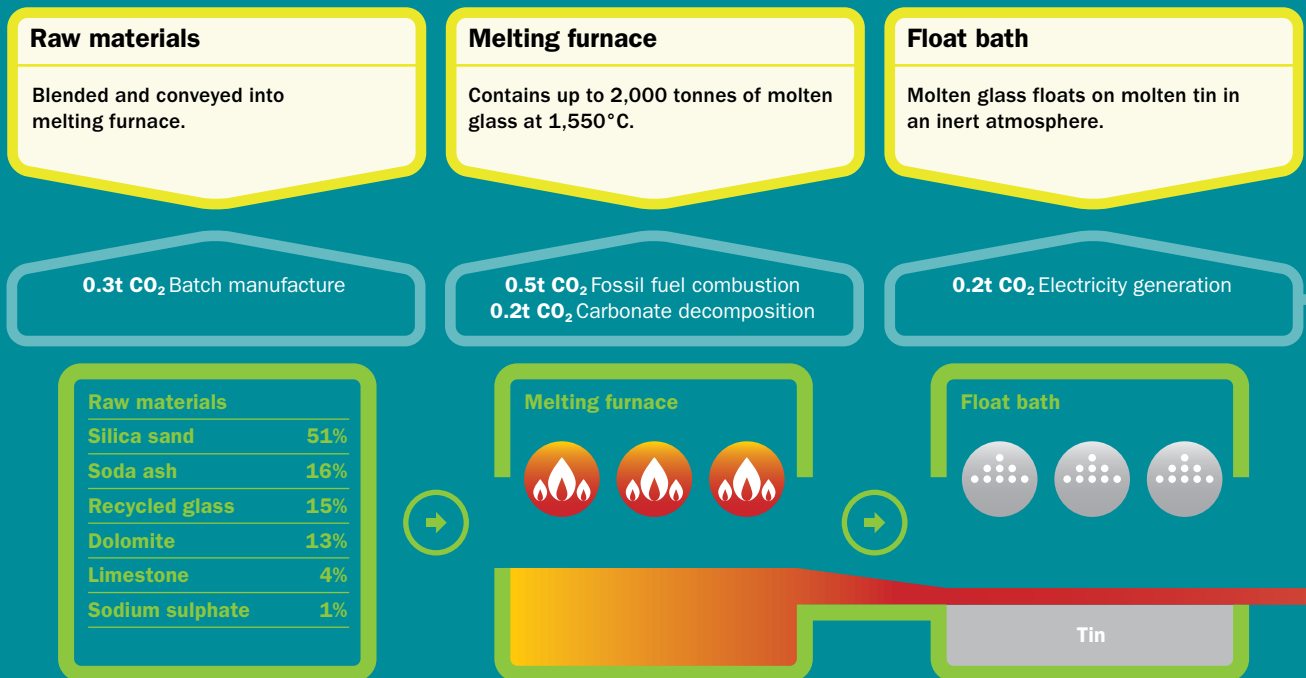 Raw materials
Blended and conveyed into
melting furnace.
Melting furnace
Contains up to 2,000 tonnes of molten
glass at 1,550°C.
Float bath
Molten glass floats on molten tin in
an inert atmosphere.
0.3t CO₂ Batch manufacture
0.5t CO₂ Fossil fuel combustion
0.2t CO₂ Carbonate decomposition
0.2t CO₂ Electricity generation
Raw materials
Silica sand 51%
Soda ash 16%
Recycled glass 15%
Dolomite 13%
Limestone 4%
Sodium sulphate 1%
Melting furnace
Float bath
Tin